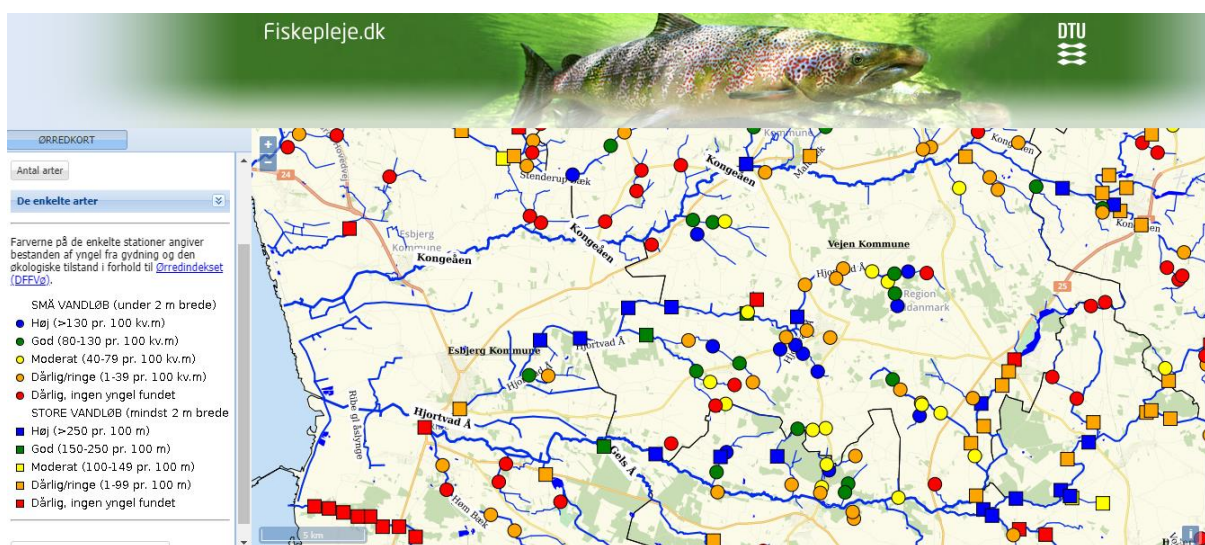 Fiskepleje.dk
DTU
ØRREDKORT
Antal arter
De enkelte arter
Farverne på de enkelte stationer angiver
bestanden af yngel fra gydning og den
økologiske tilstand i forhold til Ørredindekset
(DFFVø).
SMÅ VANDLØB (under 2 m brede)
Høj (>130 pr. 100 kv.m)
God (80-130 pr. 100 kv.m)
Moderat (40-79 pr. 100 kv.m)
Dårlig/ringe (1-39 pr. 100 kv.m)
Dårlig, ingen yngel fundet
STORE VANDLØB (mindst 2 m brede
Høj (>250 pr. 100 m)
God (150-250 pr. 100 m)
Moderat (100-149 pr. 100 m)
Dårlig/ringe (1-99 pr. 100 m)
Dårlig, ingen yngel fundet
+
−
24
Stenderup Bæk
Kommune
Kongeåen
Kongeåen
Esbjerg
Kommune
Kongeåen
Kongeåen
Vejen Kommune
25
Region
Hjortvad Å
Esbjerg Kommune
Hjortvad Å
Ribe gl åslynge
Hjortvad Å
Gels Å
Høm Bæk
5 km
i